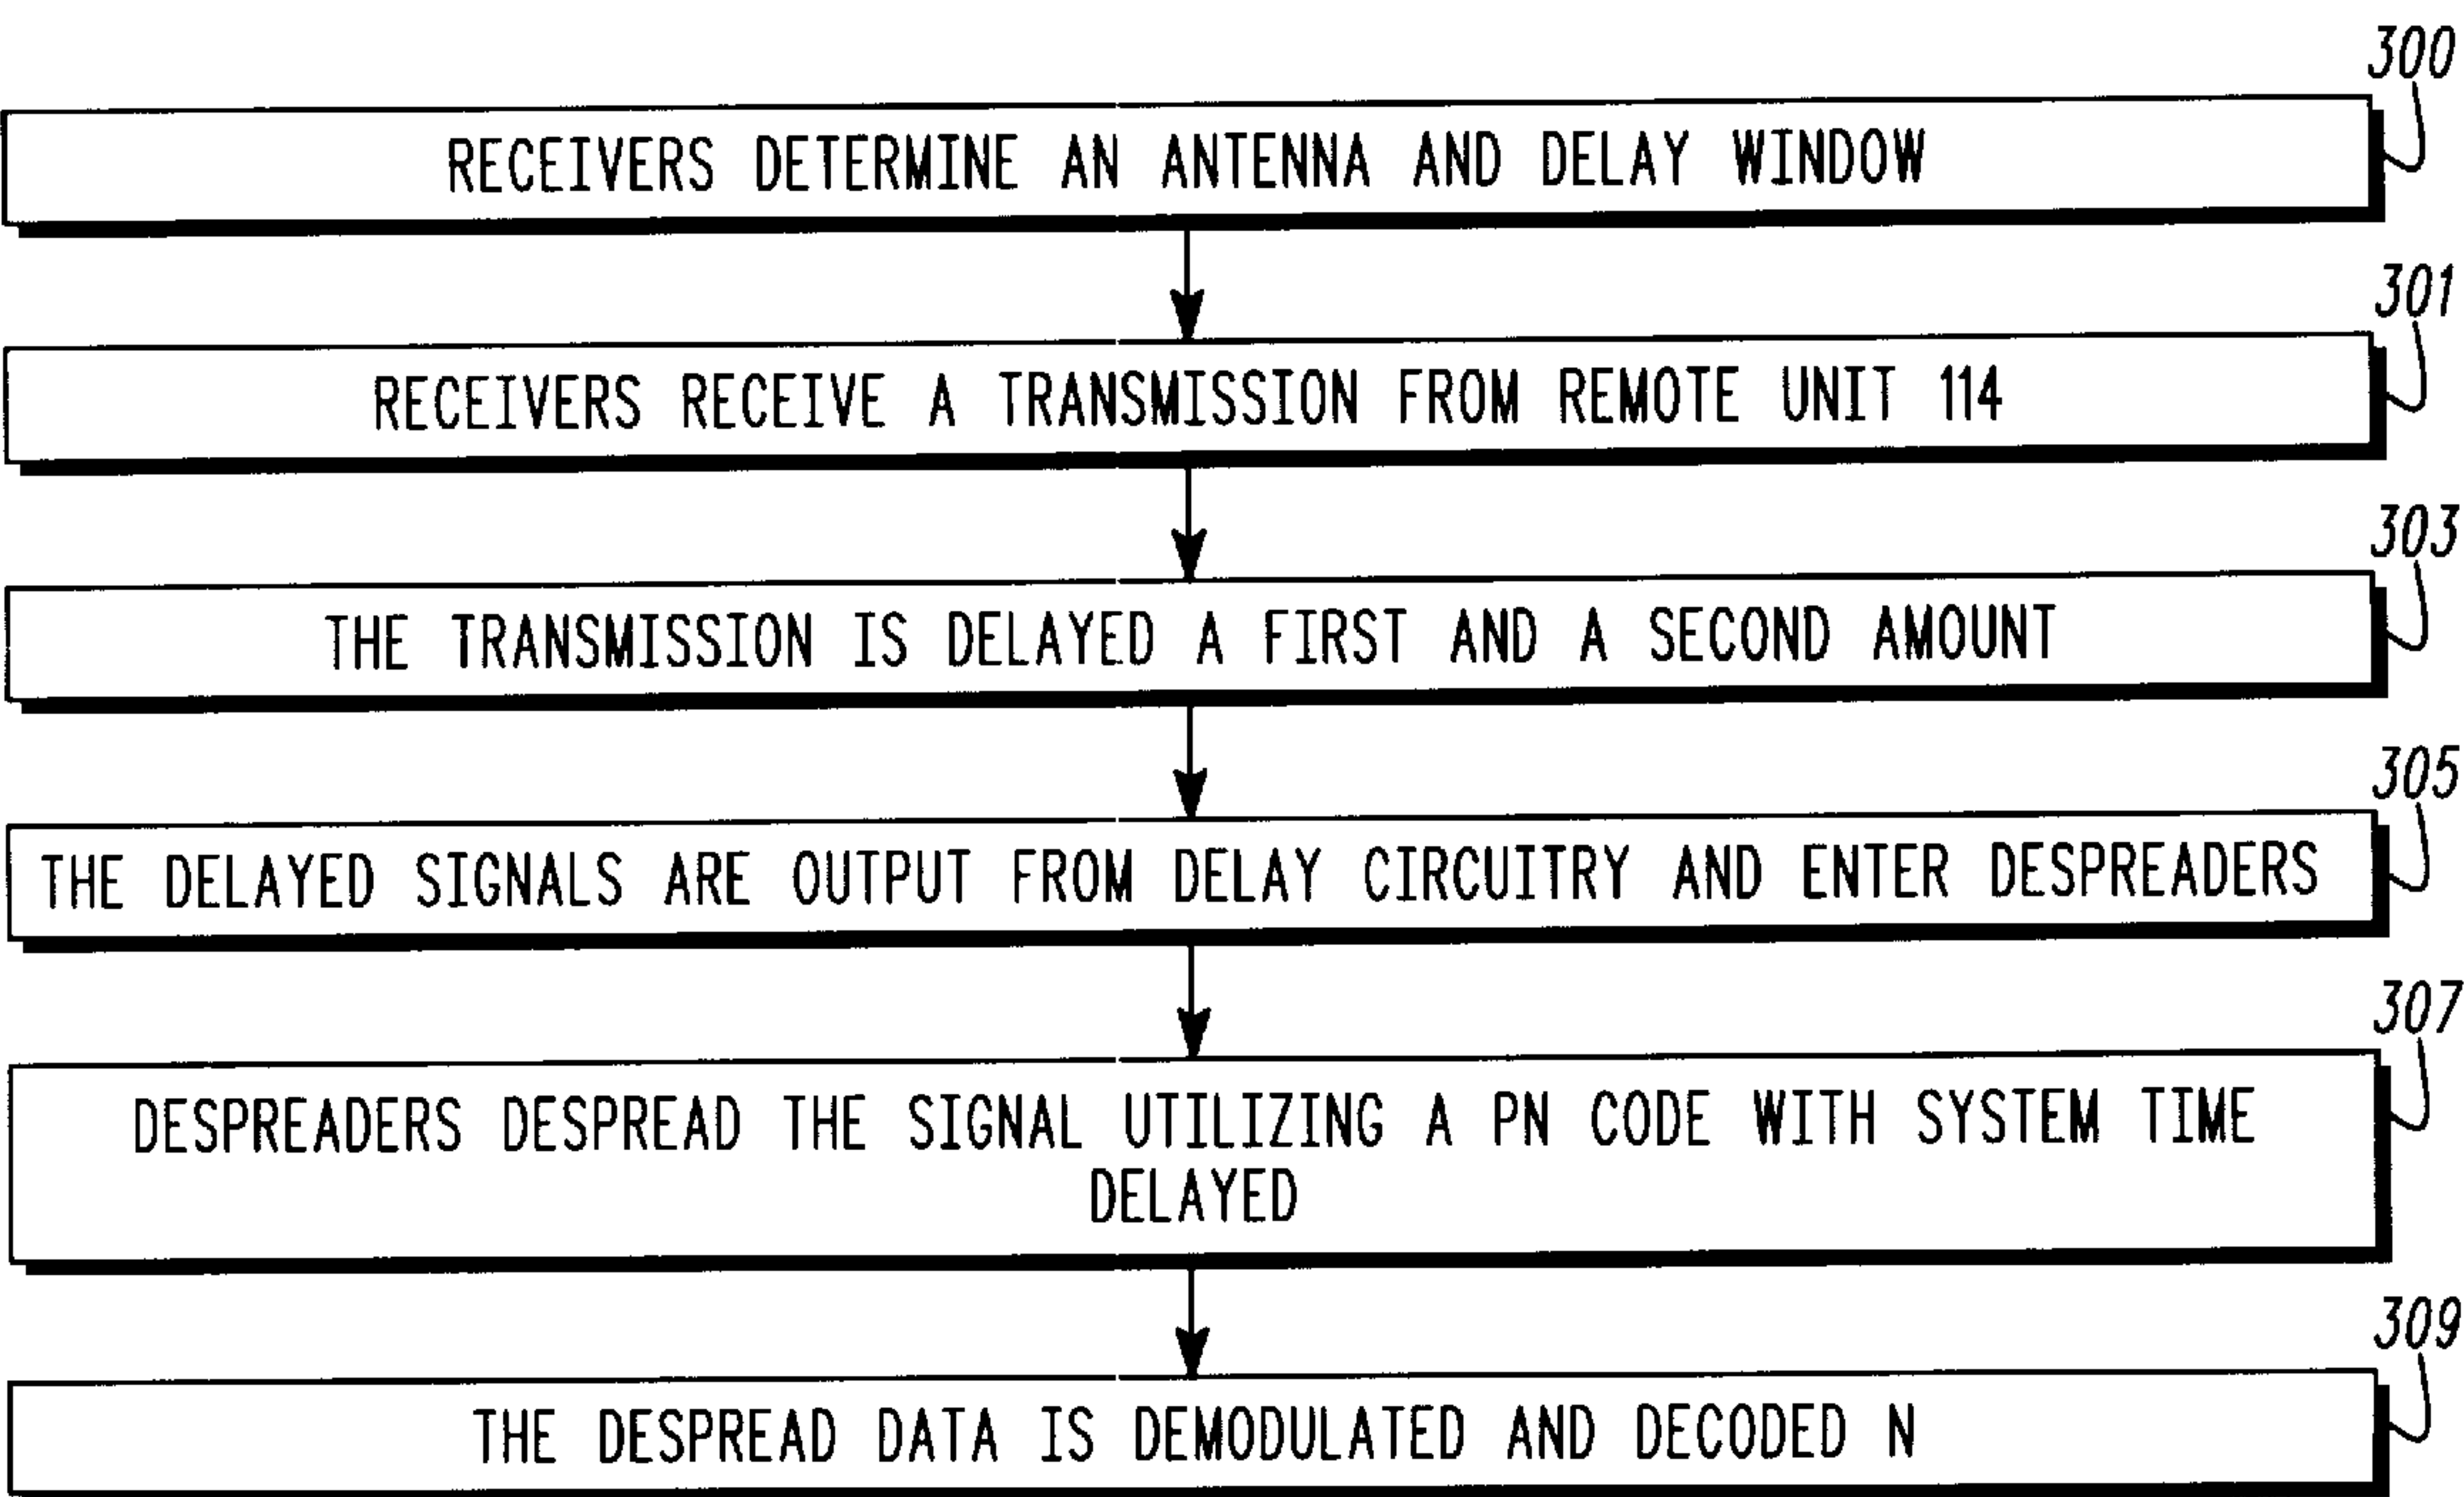 300
RECEIVERS DETERMINE AN ANTENNA AND DELAY WINDOW
301
RECEIVERS RECEIVE A TRANSMISSION FROM REMOTE UNIT 114
303
THE TRANSMISSION IS DELAYED A FIRST AND A SECOND AMOUNT
305
THE DELAYED SIGNALS ARE OUTPUT FROM DELAY CIRCUITRY AND ENTER DESPREADERS
307
DESPREADERS DESPREAD THE SIGNAL UTILIZING A PN CODE WITH SYSTEM TIME
DELAYED
309
THE DESPREAD DATA IS DEMODULATED AND DECODED N